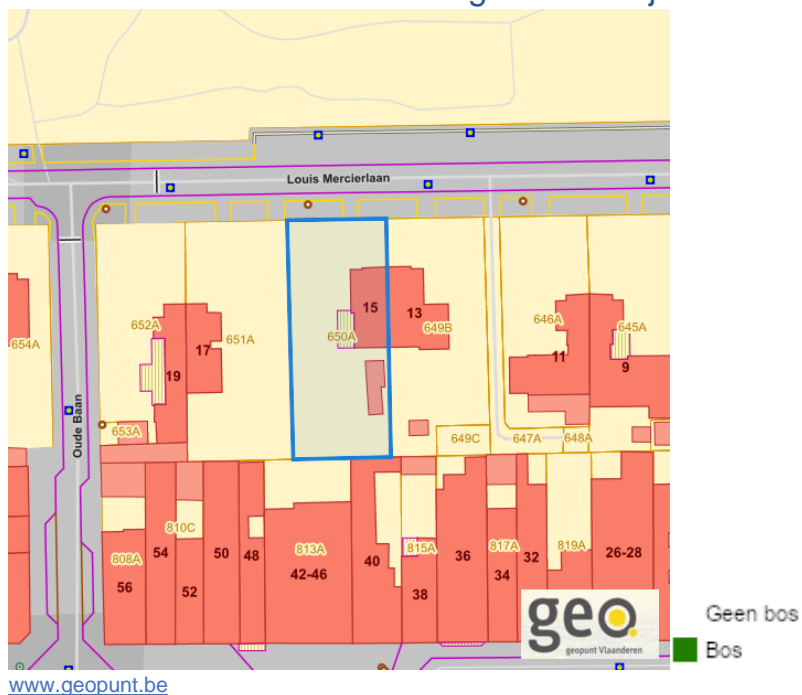 Louis Mercierlaan
Oude Baan
654A
652A
651A
650A
649B
646A
645A
15
13
17
19
11
9
653A
649C
647A
648A
808A
810C
813A
815A
817A
819A
56
54
52
50
48
42-46
40
38
36
34
32
26-28
geo.
geopunt Vlaanderen
Geen bos
Bos
www.geopunt.be